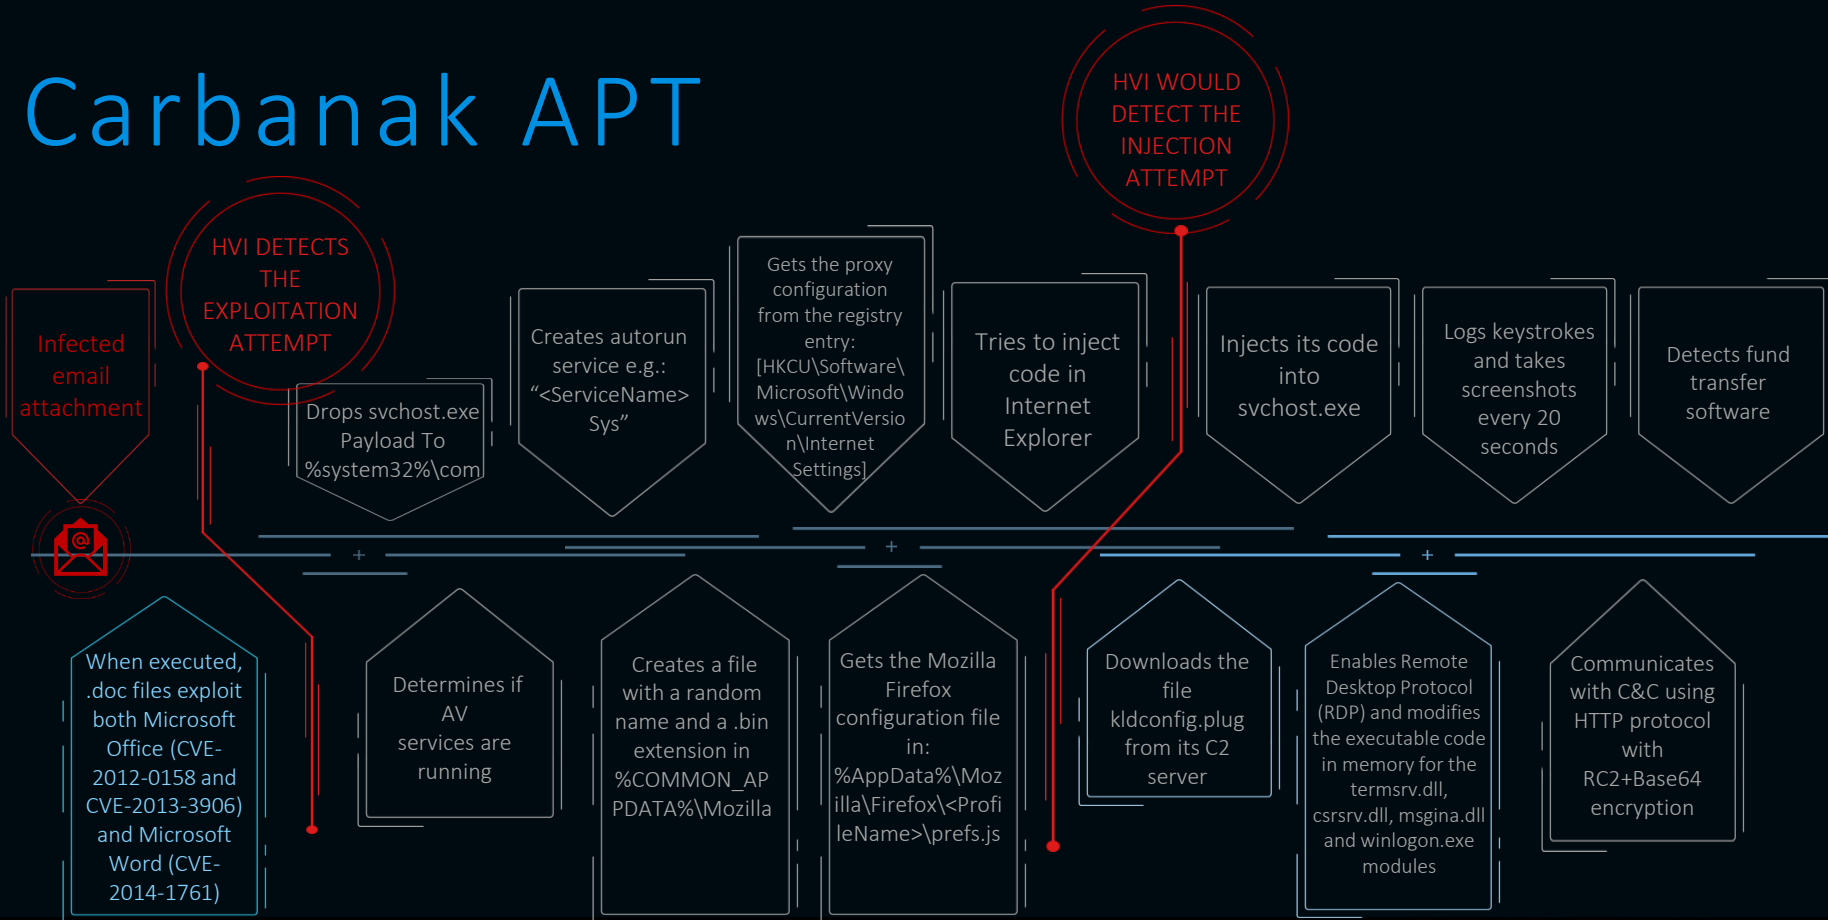 Carbanak APT
HVI WOULD
DETECT THE
INJECTION
ATTEMPT
HVI DETECTS
THE
EXPLOITATION
ATTEMPT
Infected
email
attachment
Drops svchost.exe
Payload To
%system32%\com
Creates autorun
service e.g.:
“<ServiceName>
Sys”
Gets the proxy
configuration
from the registry
entry:
[HKCU\Software\
Microsoft\Windo
ws\CurrentVersio
n\Internet
Settings]
Tries to inject
code in
Internet
Explorer
Injects its code
into
svchost.exe
Logs keystrokes
and takes
screenshots
every 20
seconds
Detects fund
transfer
software
@
+
+
+
When executed,
.doc files exploit
both Microsoft
Office (CVE-
2012-0158 and
CVE-2013-3906)
and Microsoft
Word (CVE-
2014-1761)
Determines if
AV
services are
running
Creates a file
with a random
name and a .bin
extension in
%COMMON_AP
PDATA%\Mozilla
Gets the Mozilla
Firefox
configuration file
in:
%AppData%\Moz
illa\Firefox\<Profi
leName>\prefs.js
Downloads the
file
kldconfig.plug
from its C2
server
Enables Remote
Desktop Protocol
(RDP) and modifies
the executable code
in memory for the
termsrv.dll,
csrsrv.dll, msgina.dll
and winlogon.exe
modules
Communicates
with C&C using
HTTP protocol
with
RC2+Base64
encryption